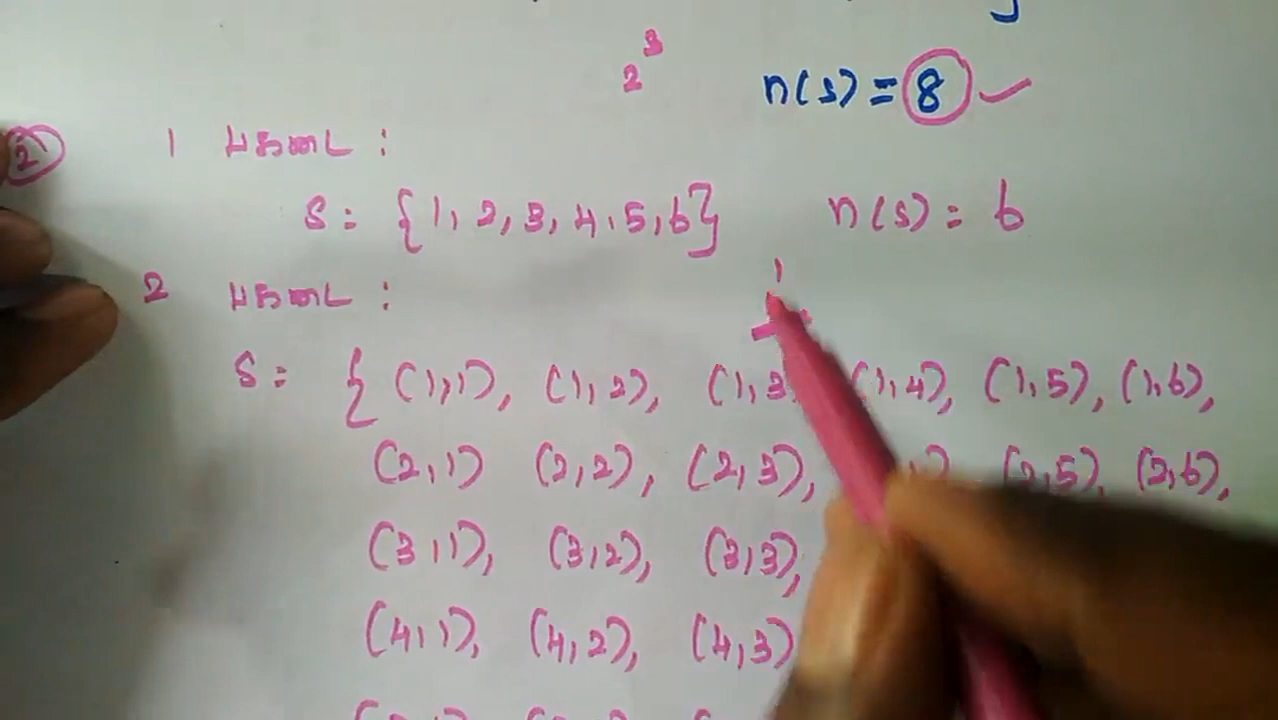 2³
n(s) = 8 ✓
2 1 பகடை :
S = {1, 2, 3, 4, 5, 6} n(s) = 6
2 பகடை :
1
S = { (1,1), (1,2), (1,3 (1,4), (1,5), (1,6),
(2,1) (2,2), (2,3), (2,5), (2,6),
(3,1), (3,2), (3,3),
(4,1), (4,2), (4,3)